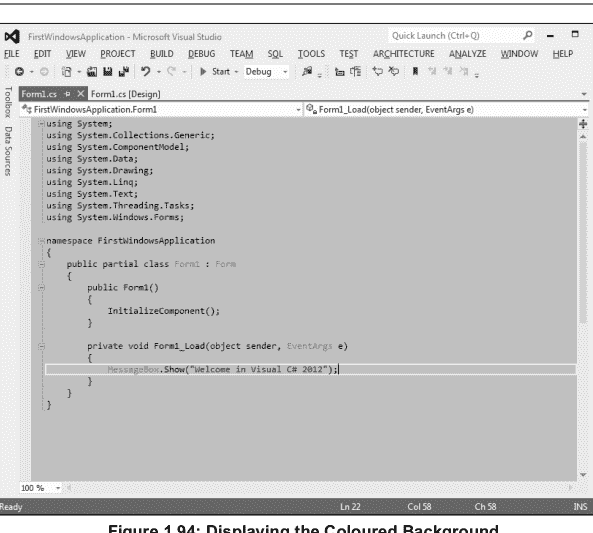 FirstWindowsApplication - Microsoft Visual Studio
Quick Launch (Ctrl+Q)
FILE EDIT VIEW PROJECT BUILD DEBUG TEAM SQL TOOLS TEST ARCHITECTURE ANALYZE WINDOW HELP
Start - Debug
Toolbox
Data Sources
Form1.cs Form1.cs [Design]
FirstWindowsApplication.Form1
Form1_Load(object sender, EventArgs e)
using System;
using System.Collections.Generic;
using System.ComponentModel;
using System.Data;
using System.Drawing;
using System.Linq;
using System.Text;
using System.Threading.Tasks;
using System.Windows.Forms;
namespace FirstWindowsApplication
{
public partial class Form1 : Form
{
public Form1()
{
InitializeComponent();
}
private void Form1_Load(object sender, EventArgs e)
{
MessageBox.Show("Welcome in Visual C# 2012");
}
}
}
100 %
Ready Ln 22 Col 58 Ch 58 INS
Figure 1.94: Displaying the Coloured Background